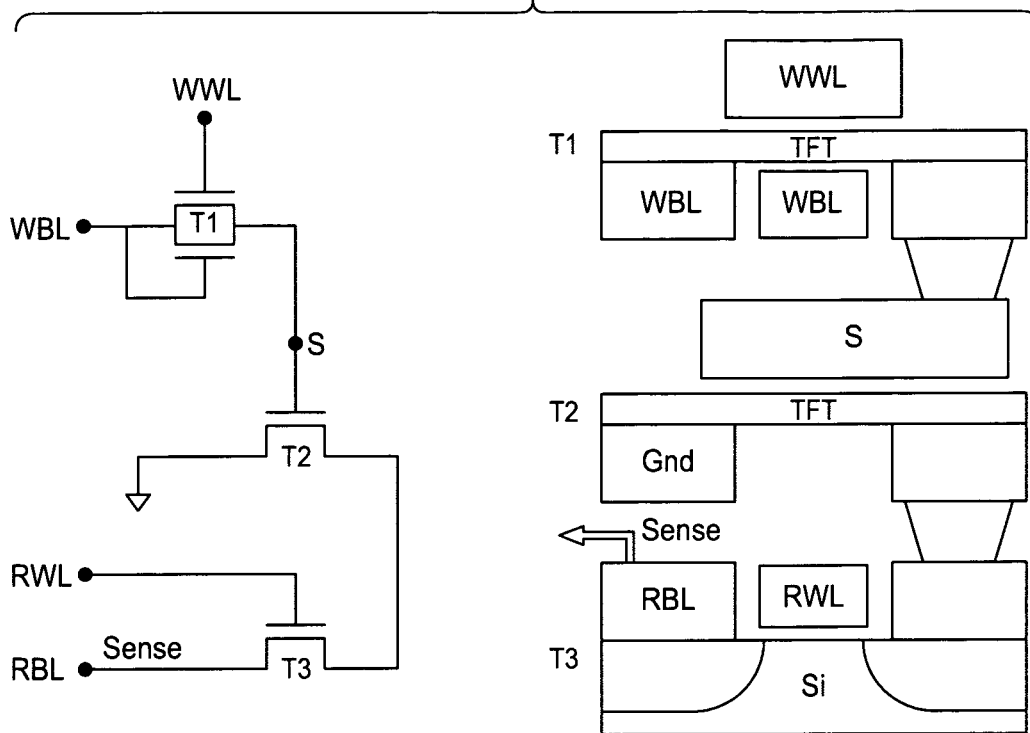 WWL
WBL
T1
S
T2
RWL
RBL
Sense
T3
WWL
T1
TFT
WBL
WBL
S
T2
TFT
Gnd
Sense
RBL
RWL
T3
Si